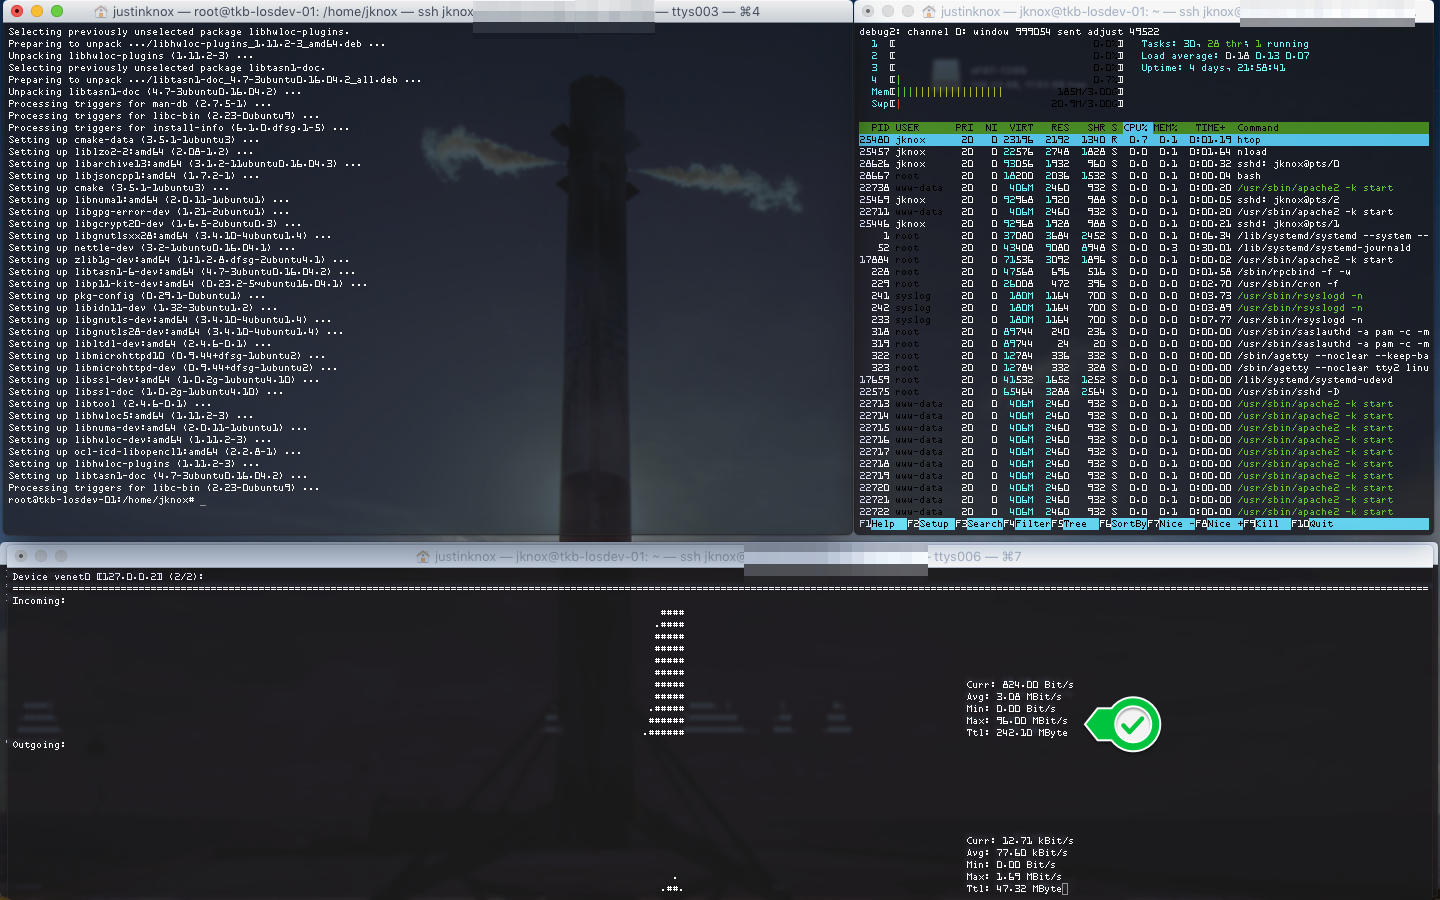 justinknox — root@tkb-losdev-01: /home/jknox — ssh jknox — ttys003 — ⌘4
Selecting previously unselected package libhwloc-plugins.
Preparing to unpack .../libhwloc-plugins_1.11.2-3_amd64.deb ...
Unpacking libhwloc-plugins (1.11.2-3) ...
Selecting previously unselected package libtasn1-doc.
Preparing to unpack .../libtasn1-doc_4.7-3ubuntu0.16.04.2_all.deb ...
Unpacking libtasn1-doc (4.7-3ubuntu0.16.04.2) ...
Processing triggers for man-db (2.7.5-1) ...
Processing triggers for libc-bin (2.23-0ubuntu9) ...
Processing triggers for install-info (6.1.0.dfsg.1-5) ...
Setting up cmake-data (3.5.1-1ubuntu3) ...
Setting up liblzo2-2:amd64 (2.08-1.2) ...
Setting up libarchive13:amd64 (3.1.2-11ubuntu0.16.04.3) ...
Setting up libjsoncpp1:amd64 (1.7.2-1) ...
Setting up cmake (3.5.1-1ubuntu3) ...
Setting up libnuma1:amd64 (2.0.11-1ubuntu1) ...
Setting up libgpg-error-dev (1.21-2ubuntu1) ...
Setting up libgcrypt20-dev (1.6.5-2ubuntu0.3) ...
Setting up libgnutlsxx28:amd64 (3.4.10-4ubuntu1.4) ...
Setting up nettle-dev (3.2-1ubuntu0.16.04.1) ...
Setting up zlib1g-dev:amd64 (1:1.2.8.dfsg-2ubuntu4.1) ...
Setting up libtasn1-6-dev:amd64 (4.7-3ubuntu0.16.04.2) ...
Setting up libp11-kit-dev:amd64 (0.23.2-5~ubuntu16.04.1) ...
Setting up pkg-config (0.29.1-0ubuntu1) ...
Setting up libidn11-dev (1.32-3ubuntu1.2) ...
Setting up libgnutls-dev:amd64 (3.4.10-4ubuntu1.4) ...
Setting up libgnutls28-dev:amd64 (3.4.10-4ubuntu1.4) ...
Setting up libltdl-dev:amd64 (2.4.6-0.1) ...
Setting up libmicrohttpd10 (0.9.44+dfsg-1ubuntu2) ...
Setting up libmicrohttpd-dev (0.9.44+dfsg-1ubuntu2) ...
Setting up libssl-dev:amd64 (1.0.2g-1ubuntu4.10) ...
Setting up libssl-doc (1.0.2g-1ubuntu4.10) ...
Setting up libtool (2.4.6-0.1) ...
Setting up libhwloc5:amd64 (1.11.2-3) ...
Setting up libnuma-dev:amd64 (2.0.11-1ubuntu1) ...
Setting up libhwloc-dev:amd64 (1.11.2-3) ...
Setting up ocl-icd-libopencl1:amd64 (2.2.8-1) ...
Setting up libhwloc-plugins (1.11.2-3) ...
Setting up libtasn1-doc (4.7-3ubuntu0.16.04.2) ...
Processing triggers for libc-bin (2.23-0ubuntu9) ...
root@tkb-losdev-01:/home/jknox# _
justinknox — jknox@tkb-losdev-01: ~ — ssh jknox@
debug2: channel 0: window 999054 sent adjust 49522
1 [ ] Tasks: 30, 28 thr; 1 running
2 [ ] Load average: 0.18 0.13 0.07
3 [ ] Uptime: 4 days, 21:58:41
4 [| 0.7%]
Mem[|||||||||||||||||| 185M/3.00G]
Swp[| 20.9M/3.00G]
PID USER PRI NI VIRT RES SHR S CPU% MEM% TIME+ Command
25480 jknox 20 0 23196 2192 1340 R 0.7 0.1 0:01.19 htop
25457 jknox 20 0 22576 2748 1828 S 0.0 0.1 0:01.64 nload
28626 jknox 20 0 93056 1932 960 S 0.0 0.1 0:00.32 sshd: jknox@pts/0
28667 root 20 0 18200 2036 1532 S 0.0 0.1 0:00.04 bash
22738 www-data 20 0 406M 2460 932 S 0.0 0.1 0:00.20 /usr/sbin/apache2 -k start
25469 jknox 20 0 92968 1920 988 S 0.0 0.1 0:00.05 sshd: jknox@pts/2
22711 www-data 20 0 406M 2460 932 S 0.0 0.1 0:00.20 /usr/sbin/apache2 -k start
25446 jknox 20 0 92968 1928 988 S 0.0 0.1 0:00.21 sshd: jknox@pts/1
1 root 20 0 37080 3684 2452 S 0.0 0.1 0:06.34 /lib/systemd/systemd --system --
52 root 20 0 43408 9080 8948 S 0.0 0.3 0:30.01 /lib/systemd/systemd-journald
17884 root 20 0 71536 3092 1896 S 0.0 0.1 0:00.02 /usr/sbin/apache2 -k start
228 root 20 0 47568 696 516 S 0.0 0.0 0:01.58 /sbin/rpcbind -f -w
229 root 20 0 26008 472 396 S 0.0 0.0 0:02.70 /usr/sbin/cron -f
241 syslog 20 0 180M 1164 700 S 0.0 0.0 0:03.73 /usr/sbin/rsyslogd -n
242 syslog 20 0 180M 1164 700 S 0.0 0.0 0:03.89 /usr/sbin/rsyslogd -n
233 syslog 20 0 180M 1164 700 S 0.0 0.0 0:07.77 /usr/sbin/rsyslogd -n
318 root 20 0 89744 240 236 S 0.0 0.0 0:00.00 /usr/sbin/saslauthd -a pam -c -m
319 root 20 0 89744 24 20 S 0.0 0.0 0:00.00 /usr/sbin/saslauthd -a pam -c -m
322 root 20 0 12784 336 332 S 0.0 0.0 0:00.00 /sbin/agetty --noclear --keep-ba
323 root 20 0 12784 332 328 S 0.0 0.0 0:00.00 /sbin/agetty --noclear tty2 linu
17659 root 20 0 41532 1652 1252 S 0.0 0.1 0:00.00 /lib/systemd/systemd-udevd
22575 root 20 0 65464 3288 2564 S 0.0 0.1 0:00.00 /usr/sbin/sshd -D
22713 www-data 20 0 406M 2460 932 S 0.0 0.1 0:00.00 /usr/sbin/apache2 -k start
22714 www-data 20 0 406M 2460 932 S 0.0 0.1 0:00.00 /usr/sbin/apache2 -k start
22715 www-data 20 0 406M 2460 932 S 0.0 0.1 0:00.00 /usr/sbin/apache2 -k start
22716 www-data 20 0 406M 2460 932 S 0.0 0.1 0:00.00 /usr/sbin/apache2 -k start
22717 www-data 20 0 406M 2460 932 S 0.0 0.1 0:00.00 /usr/sbin/apache2 -k start
22718 www-data 20 0 406M 2460 932 S 0.0 0.1 0:00.00 /usr/sbin/apache2 -k start
22719 www-data 20 0 406M 2460 932 S 0.0 0.1 0:00.00 /usr/sbin/apache2 -k start
22720 www-data 20 0 406M 2460 932 S 0.0 0.1 0:00.00 /usr/sbin/apache2 -k start
22721 www-data 20 0 406M 2460 932 S 0.0 0.1 0:00.00 /usr/sbin/apache2 -k start
22722 www-data 20 0 406M 2460 932 S 0.0 0.1 0:00.00 /usr/sbin/apache2 -k start
F1Help F2Setup F3Search F4Filter F5Tree F6SortBy F7Nice - F8Nice + F9Kill F10Quit
justinknox — jknox@tkb-losdev-01: ~ — ssh jknox@ — ttys006 — ⌘7
Device venet0 [127.0.0.2] (2/2):
Incoming:
Curr: 824.00 Bit/s
Avg: 3.08 MBit/s
Min: 0.00 Bit/s
Max: 96.00 MBit/s
Ttl: 242.10 MByte
Outgoing:
Curr: 12.71 kBit/s
Avg: 77.60 kBit/s
Min: 0.00 Bit/s
Max: 1.69 MBit/s
Ttl: 47.32 MByte